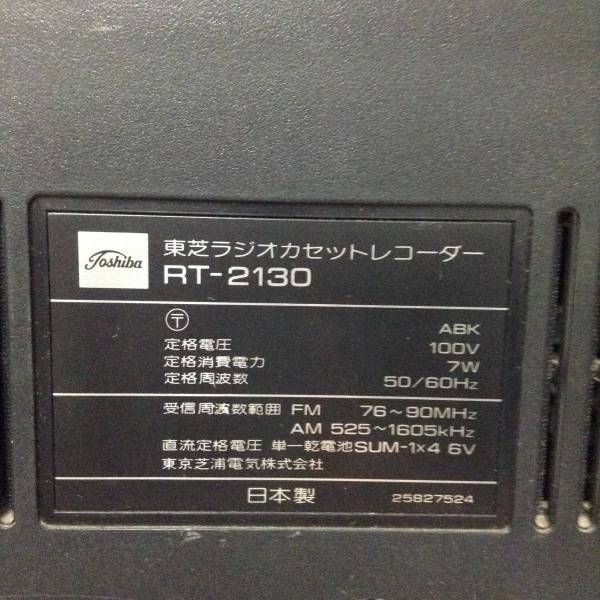 Toshiba
東芝ラジオカセットレコーダー
RT-2130
〒 ABK
定格電圧 100V
定格消費電力 7W
定格周波数 50/60Hz
受信周波数範囲 FM 76~90MHz
AM 525~1605kHz
直流定格電圧 単一乾電池SUM-1×4 6V
東京芝浦電気株式会社
日本製 25827524